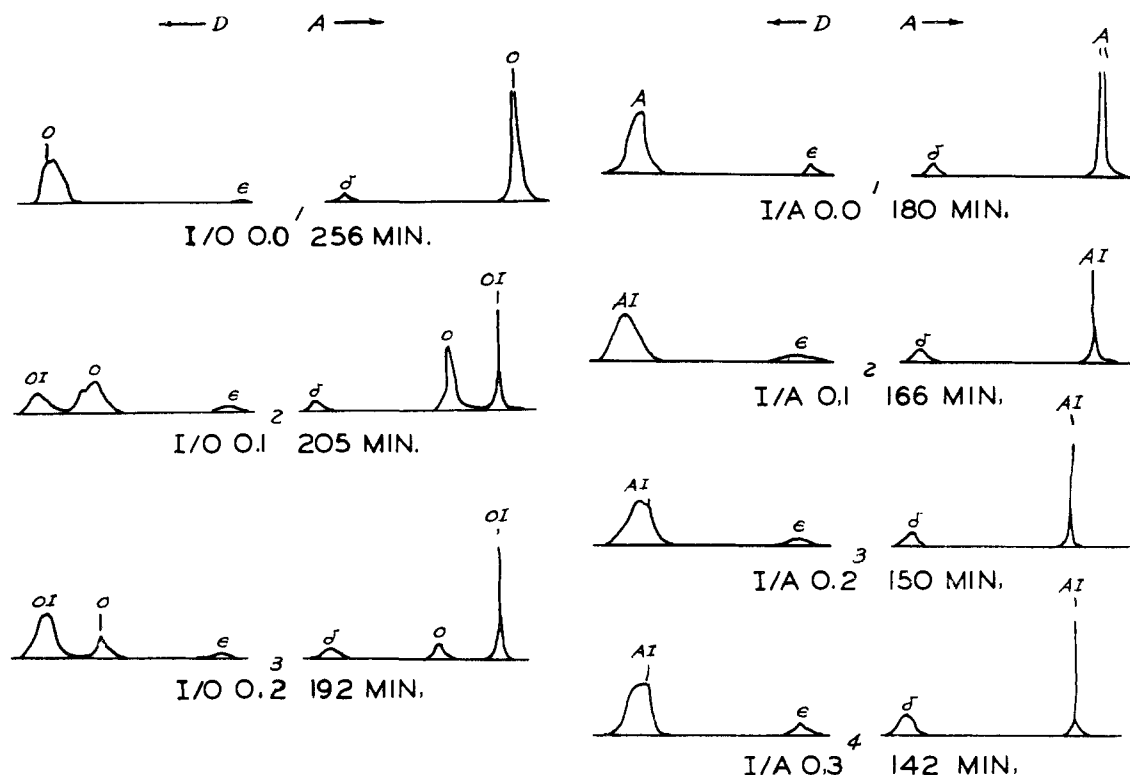 ← D A →
O O
ϵ δ
1
I/O 0.0 256 MIN.
OI O ϵ δ O OI
2
I/O 0.1 205 MIN.
OI O ϵ δ O OI
3
I/O 0.2 192 MIN.
← D A →
A ϵ δ A
1
I/A 0.0 180 MIN.
AI ϵ δ AI
2
I/A 0.1 166 MIN.
AI ϵ δ AI
3
I/A 0.2 150 MIN.
AI ϵ δ AI
4
I/A 0.3 142 MIN.